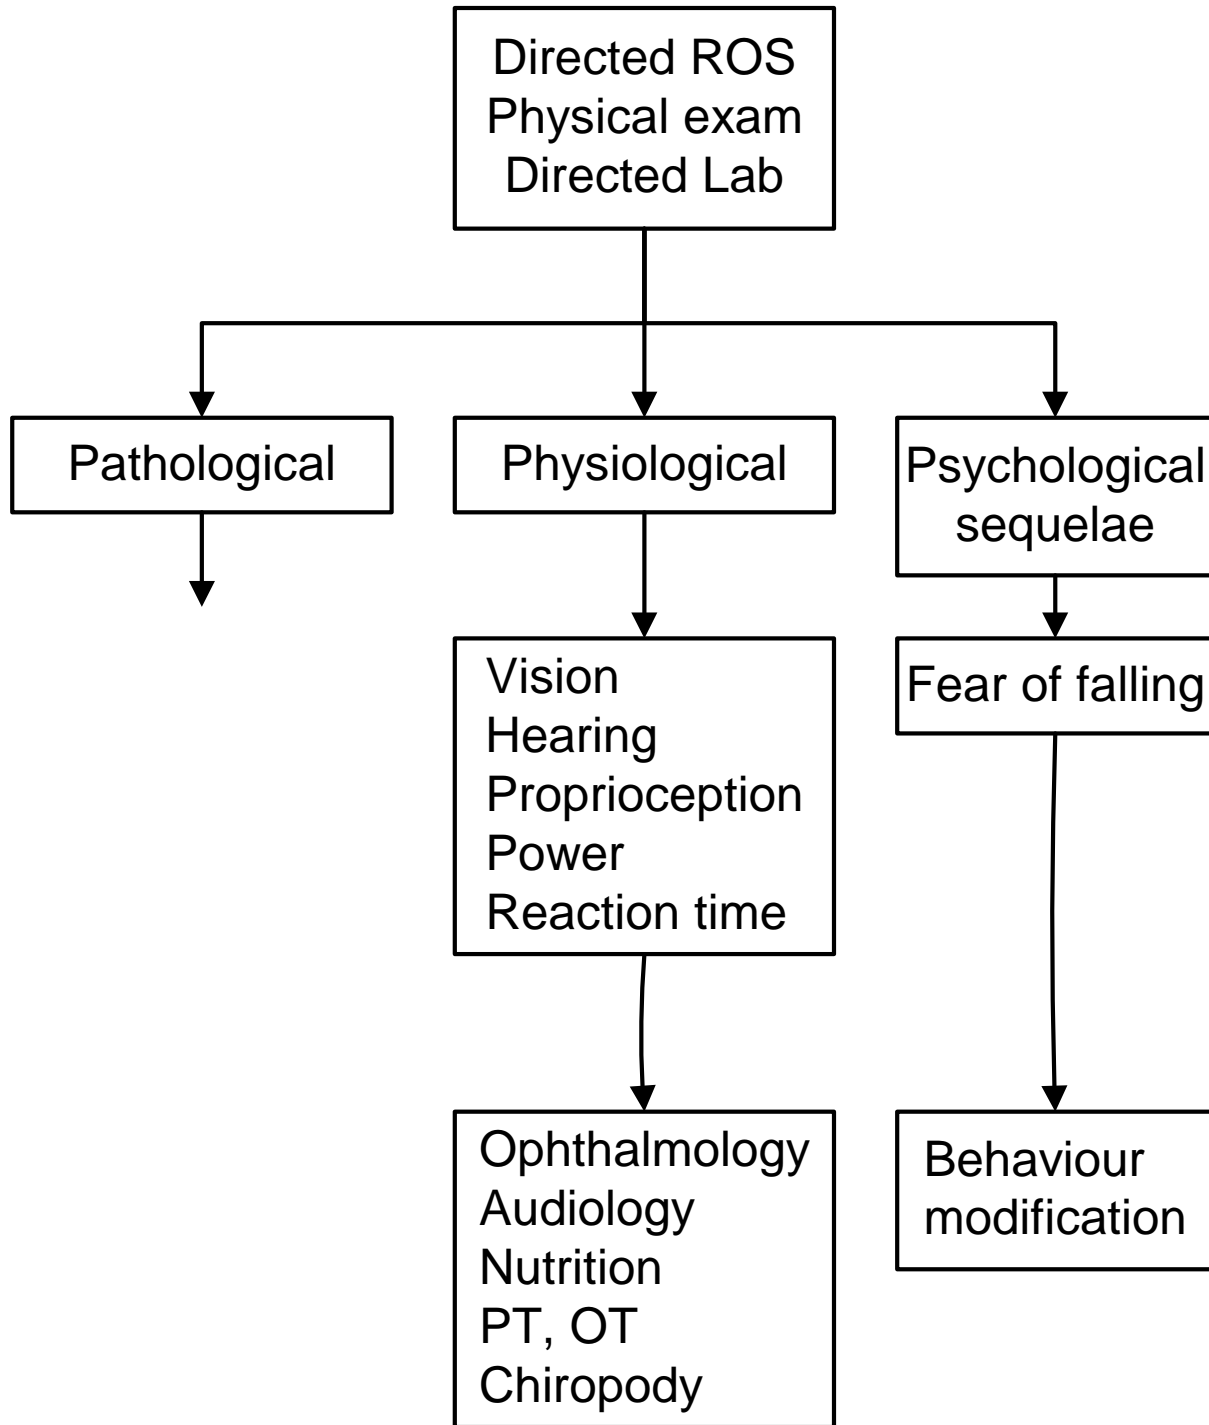 Directed ROS
Physical exam
Directed Lab
Pathological
Physiological
Psychological
sequelae
Vision
Hearing
Proprioception
Power
Reaction time
Fear of falling
Ophthalmology
Audiology
Nutrition
PT, OT
Chiropody
Behaviour
modification